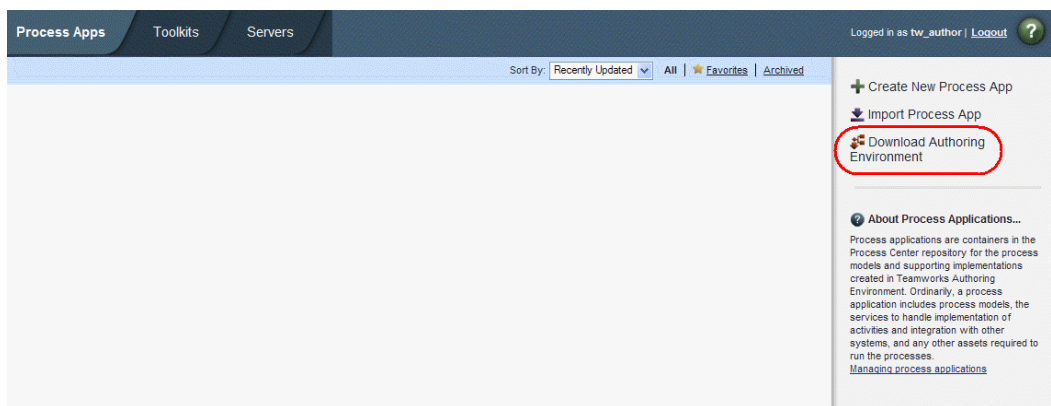 Process Apps Toolkits Servers Logged in as tw_author | Logout ?
Sort By: Recently Updated All | Favorites | Archived
Create New Process App
Import Process App
Download Authoring
Environment
? About Process Applications...
Process applications are containers in the
Process Center repository for the process
models and supporting implementations
created in Teamworks Authoring
Environment. Ordinarily, a process
application includes process models, the
services to handle implementation of
activities and integration with other
systems, and any other assets required to
run the processes.
Managing process applications